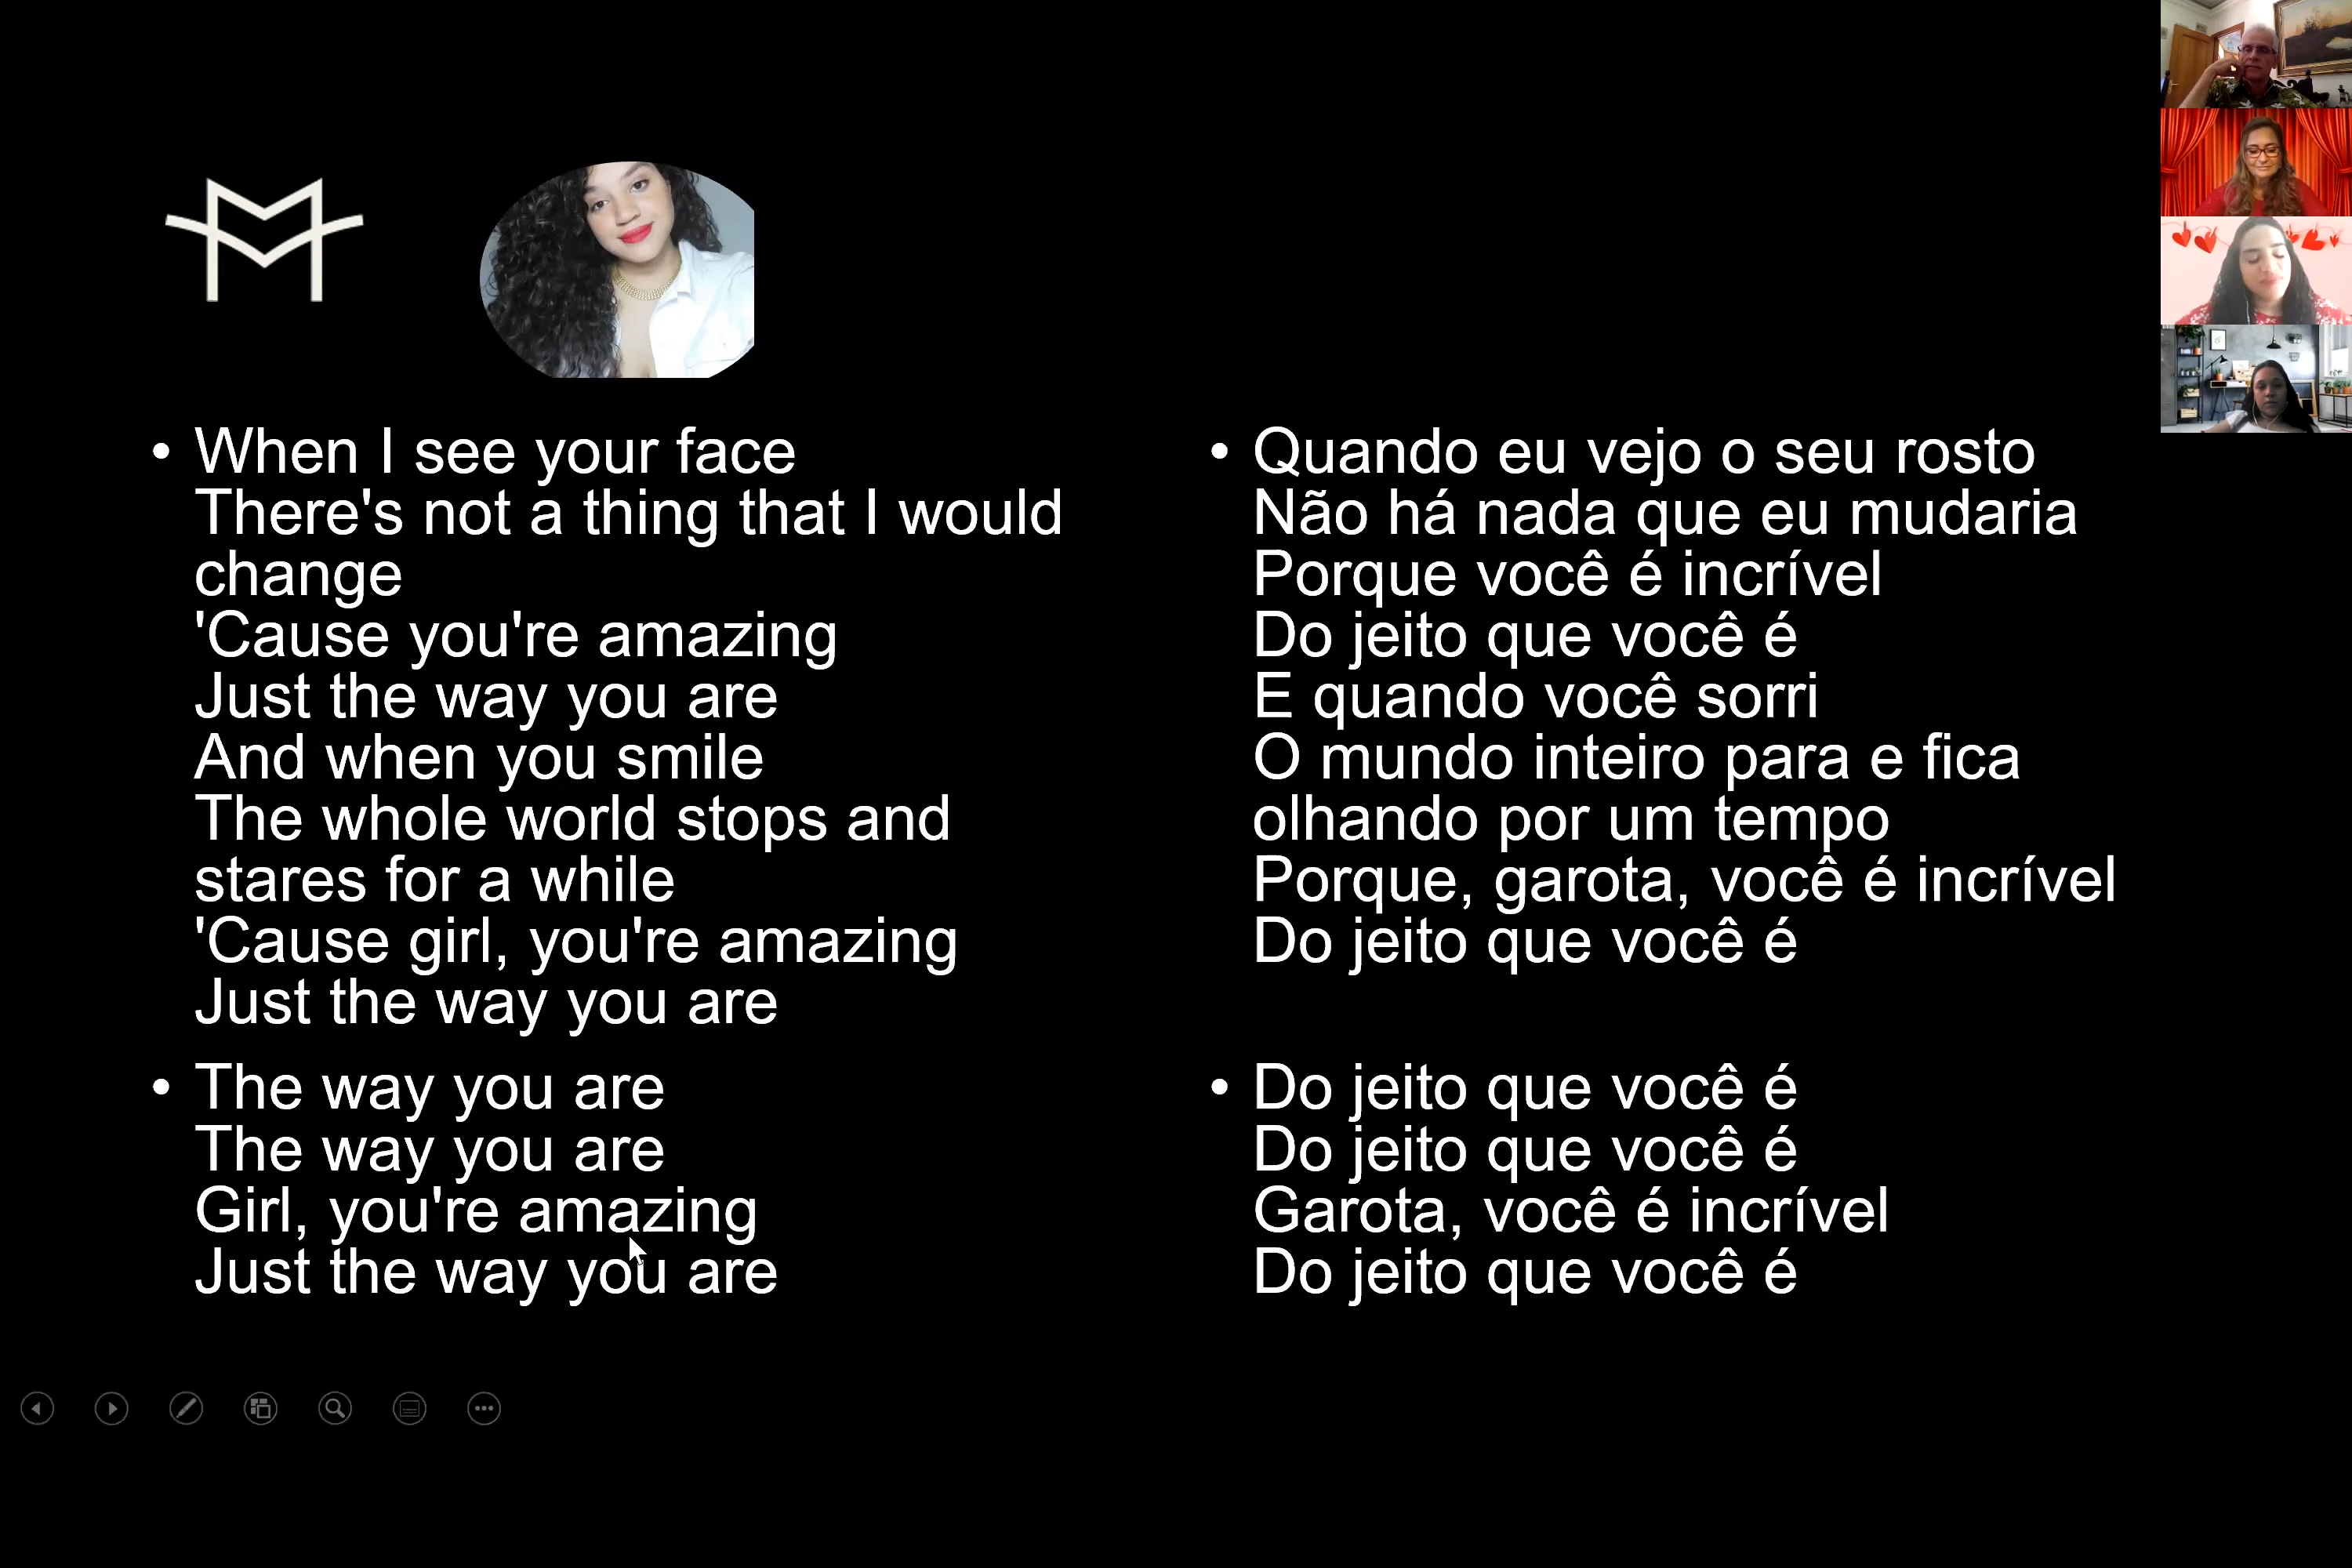 • When I see your face
There's not a thing that I would
change
'Cause you're amazing
Just the way you are
And when you smile
The whole world stops and
stares for a while
'Cause girl, you're amazing
Just the way you are
• The way you are
The way you are
Girl, you're amazing
Just the way you are
• Quando eu vejo o seu rosto
Não há nada que eu mudaria
Porque você é incrível
Do jeito que você é
E quando você sorri
O mundo inteiro para e fica
olhando por um tempo
Porque, garota, você é incrível
Do jeito que você é
• Do jeito que você é
Do jeito que você é
Garota, você é incrível
Do jeito que você é